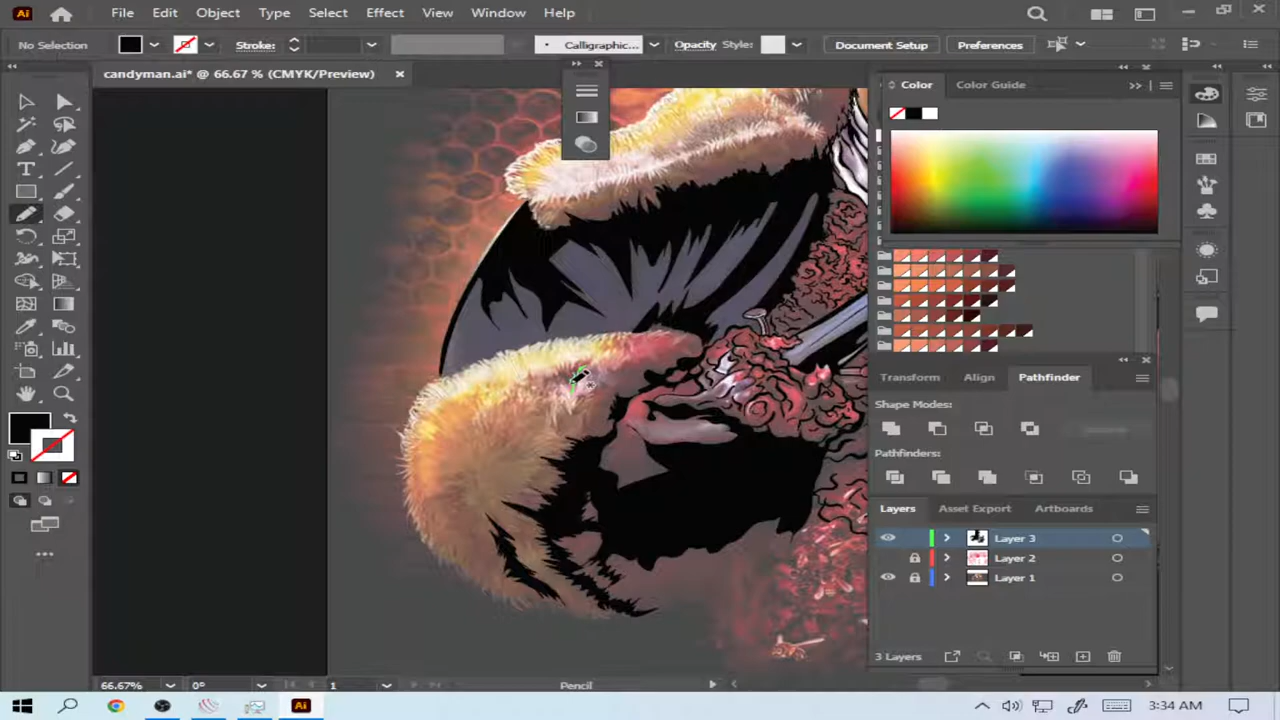 Ai File Edit Object Type Select Effect View Window Help
No Selection Stroke: Calligraphic... Opacity Style: Document Setup Preferences
candyman.ai* @ 66.67 % (CMYK/Preview)
Color Color Guide
Transform Align Pathfinder
Shape Modes:
Pathfinders:
Layers Asset Export Artboards
Layer 3
Layer 2
Layer 1
3 Layers
66.67% 0° 1 Pencil
Ai 3:34 AM